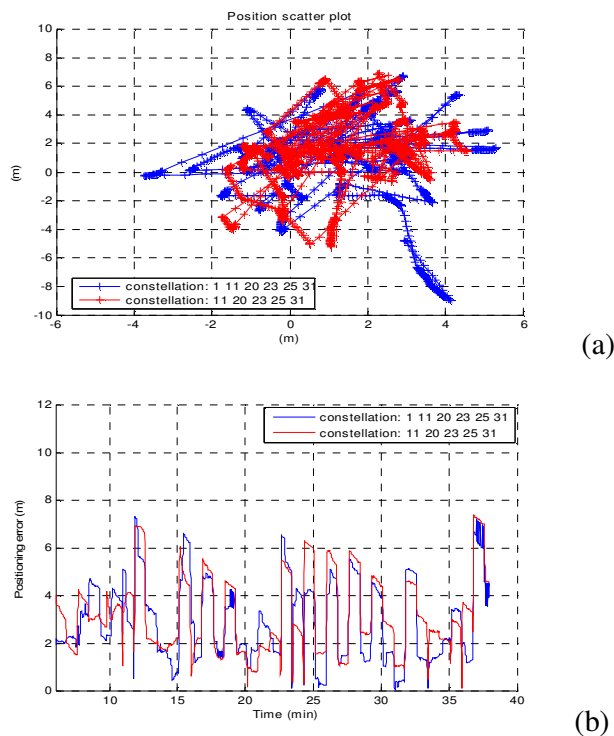 Position scatter plot
10
8
6
4
2
0
-2
-4
-6
-8
-10
(m)
constellation: 1 11 20 23 25 31
constellation: 11 20 23 25 31
-6 -4 -2 0 2 4 6
(m)
(a)
12
10
8
6
4
2
0
Positioning error (m)
constellation: 1 11 20 23 25 31
constellation: 11 20 23 25 31
10 15 20 25 30 35 40
Time (min)
(b)